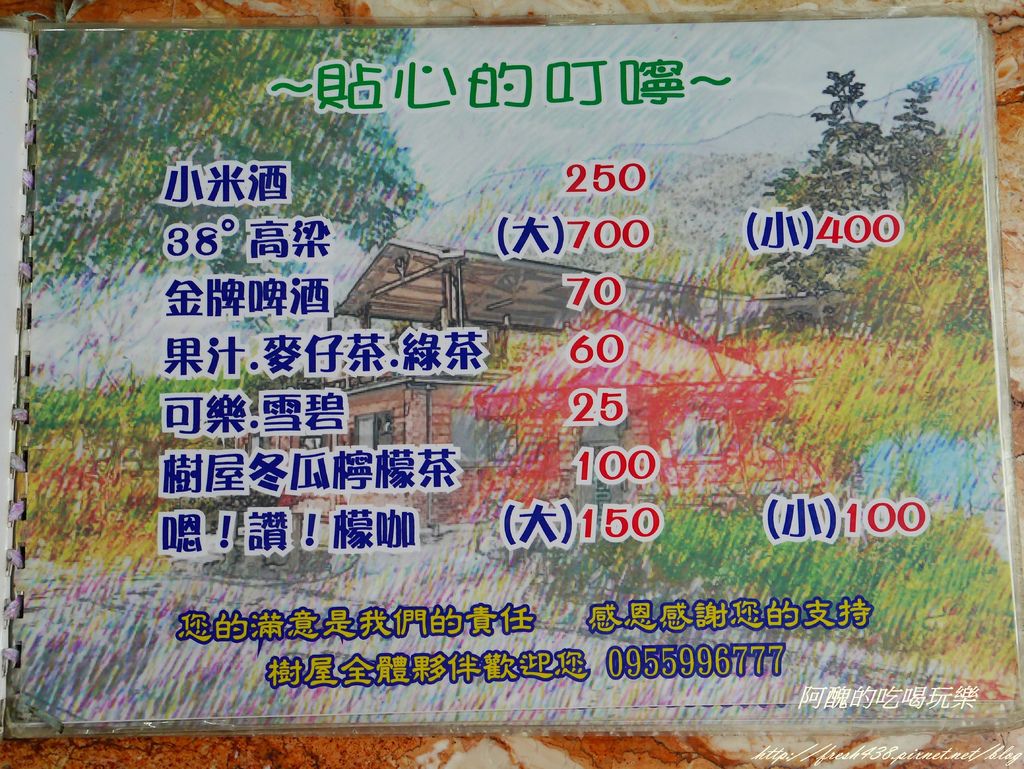 ~貼心的叮嚀~
小米酒 250
38°高梁 (大)700 (小)400
金牌啤酒 70
果汁.麥仔茶.綠茶 60
可樂.雪碧 25
樹屋冬瓜檸檬茶 100
嗯！讚！檬咖 (大)150 (小)100
您的滿意是我們的責任 感恩感謝您的支持
樹屋全體夥伴歡迎您 0955996777
阿醜的吃喝玩樂
http://fresh438.pixnet.net/blog